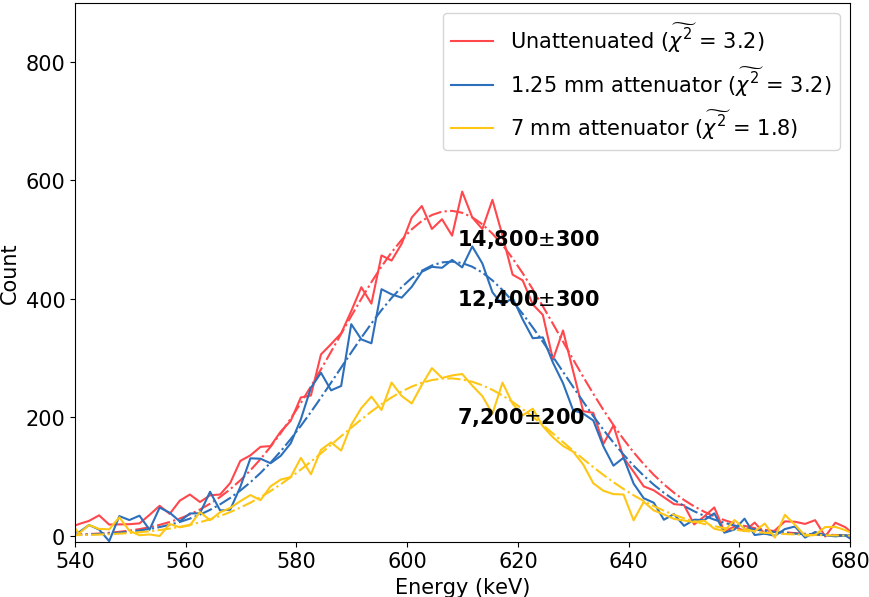 Unattenuated (χ̃² = 3.2)
1.25 mm attenuator (χ̃² = 3.2)
7 mm attenuator (χ̃² = 1.8)
800
600
400
200
0
Count
14,800±300
12,400±300
7,200±200
540 560 580 600 620 640 660 680
Energy (keV)